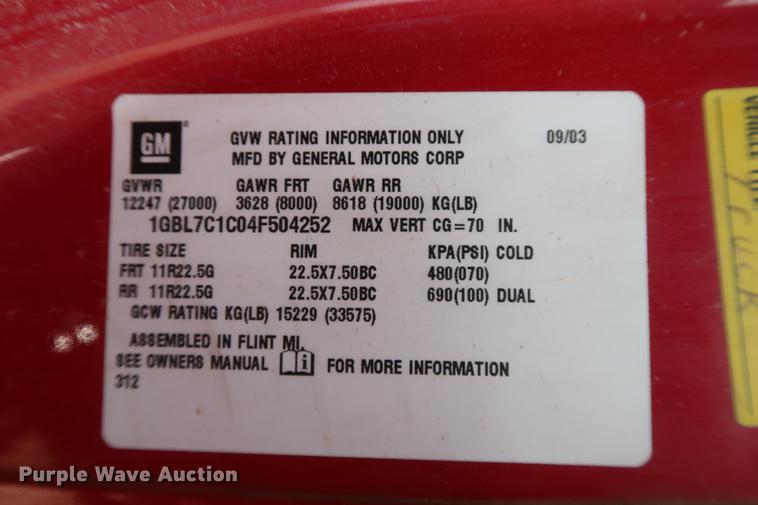 GM
GVW RATING INFORMATION ONLY 09/03
MFD BY GENERAL MOTORS CORP
GVWR GAWR FRT GAWR RR
12247 (27000) 3628 (8000) 8618 (19000) KG(LB)
1GBL7C1C04F504252 MAX VERT CG=70 IN.
TIRE SIZE RIM KPA(PSI) COLD
FRT 11R22.5G 22.5X7.50BC 480(070)
RR 11R22.5G 22.5X7.50BC 690(100) DUAL
GCW RATING KG(LB) 15229 (33575)
ASSEMBLED IN FLINT MI.
SEE OWNERS MANUAL i FOR MORE INFORMATION
312
VEHICLE
Purple Wave Auction